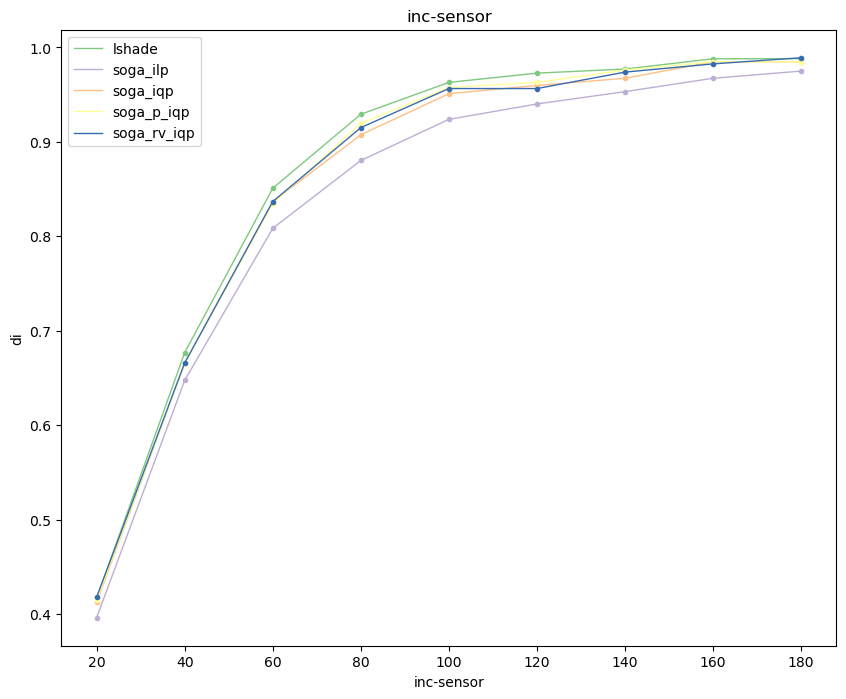 inc-sensor
lshade
soga_ilp
soga_iqp
soga_p_iqp
soga_rv_iqp
1.0
0.9
0.8
0.7
0.6
0.5
0.4
di
20 40 60 80 100 120 140 160 180
inc-sensor